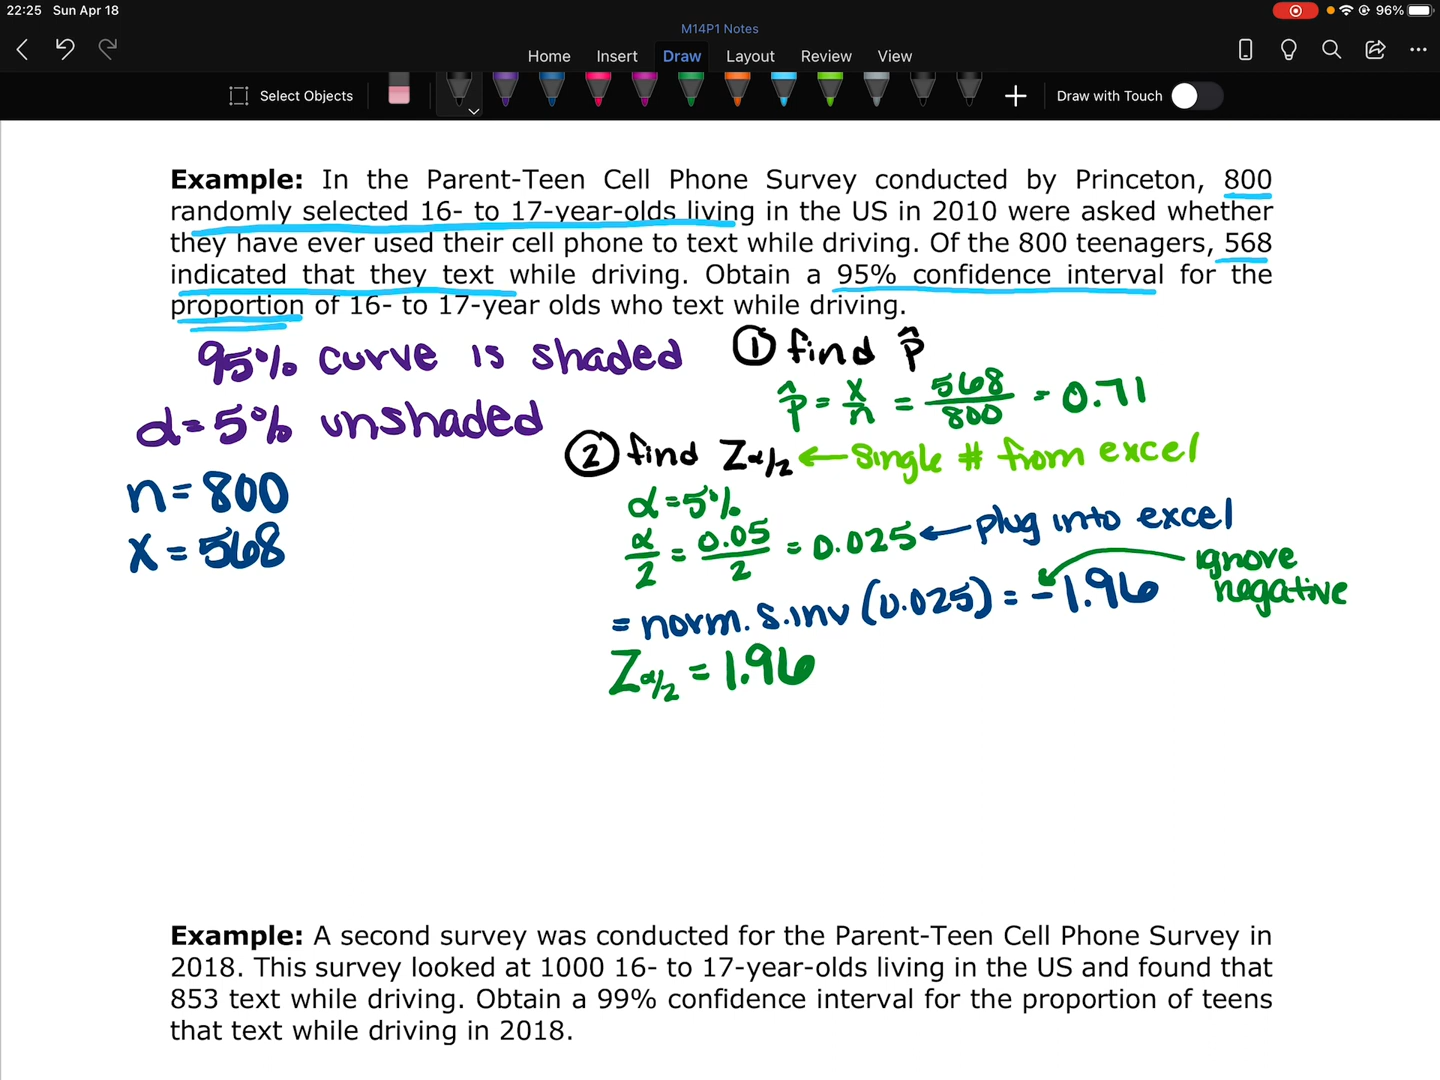 22:25 Sun Apr 18
96%
M14P1 Notes
Home Insert Draw Layout Review View
Select Objects
Draw with Touch
Example: In the Parent-Teen Cell Phone Survey conducted by Princeton, 800
randomly selected 16- to 17-year-olds living in the US in 2010 were asked whether
they have ever used their cell phone to text while driving. Of the 800 teenagers, 568
indicated that they text while driving. Obtain a 95% confidence interval for the
proportion of 16- to 17-year olds who text while driving.
95% curve is shaded
α = 5% unshaded
n = 800
x = 568
① find p̂
p̂ = x/n = 568/800 = 0.71
② find Zα/2 ← single # from excel
α = 5%
α/2 = 0.05/2 = 0.025 ← plug into excel
= norm.s.inv (0.025) = -1.96
ignore
negative
Zα/2 = 1.96
Example: A second survey was conducted for the Parent-Teen Cell Phone Survey in
2018. This survey looked at 1000 16- to 17-year-olds living in the US and found that
853 text while driving. Obtain a 99% confidence interval for the proportion of teens
that text while driving in 2018.